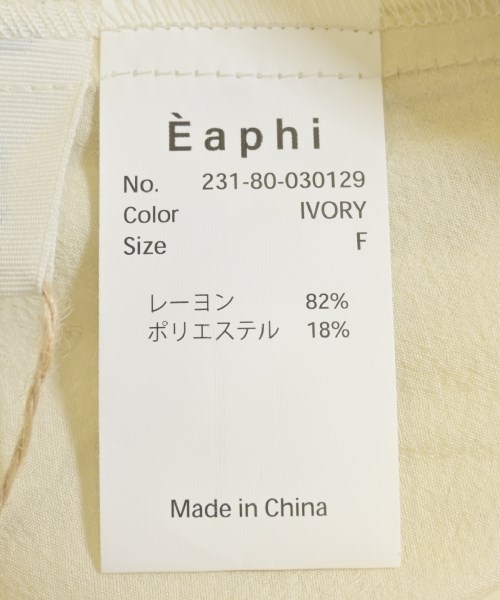 Èaphi
No. 231-80-030129
Color IVORY
Size F
レーヨン 82%
ポリエステル 18%
Made in China